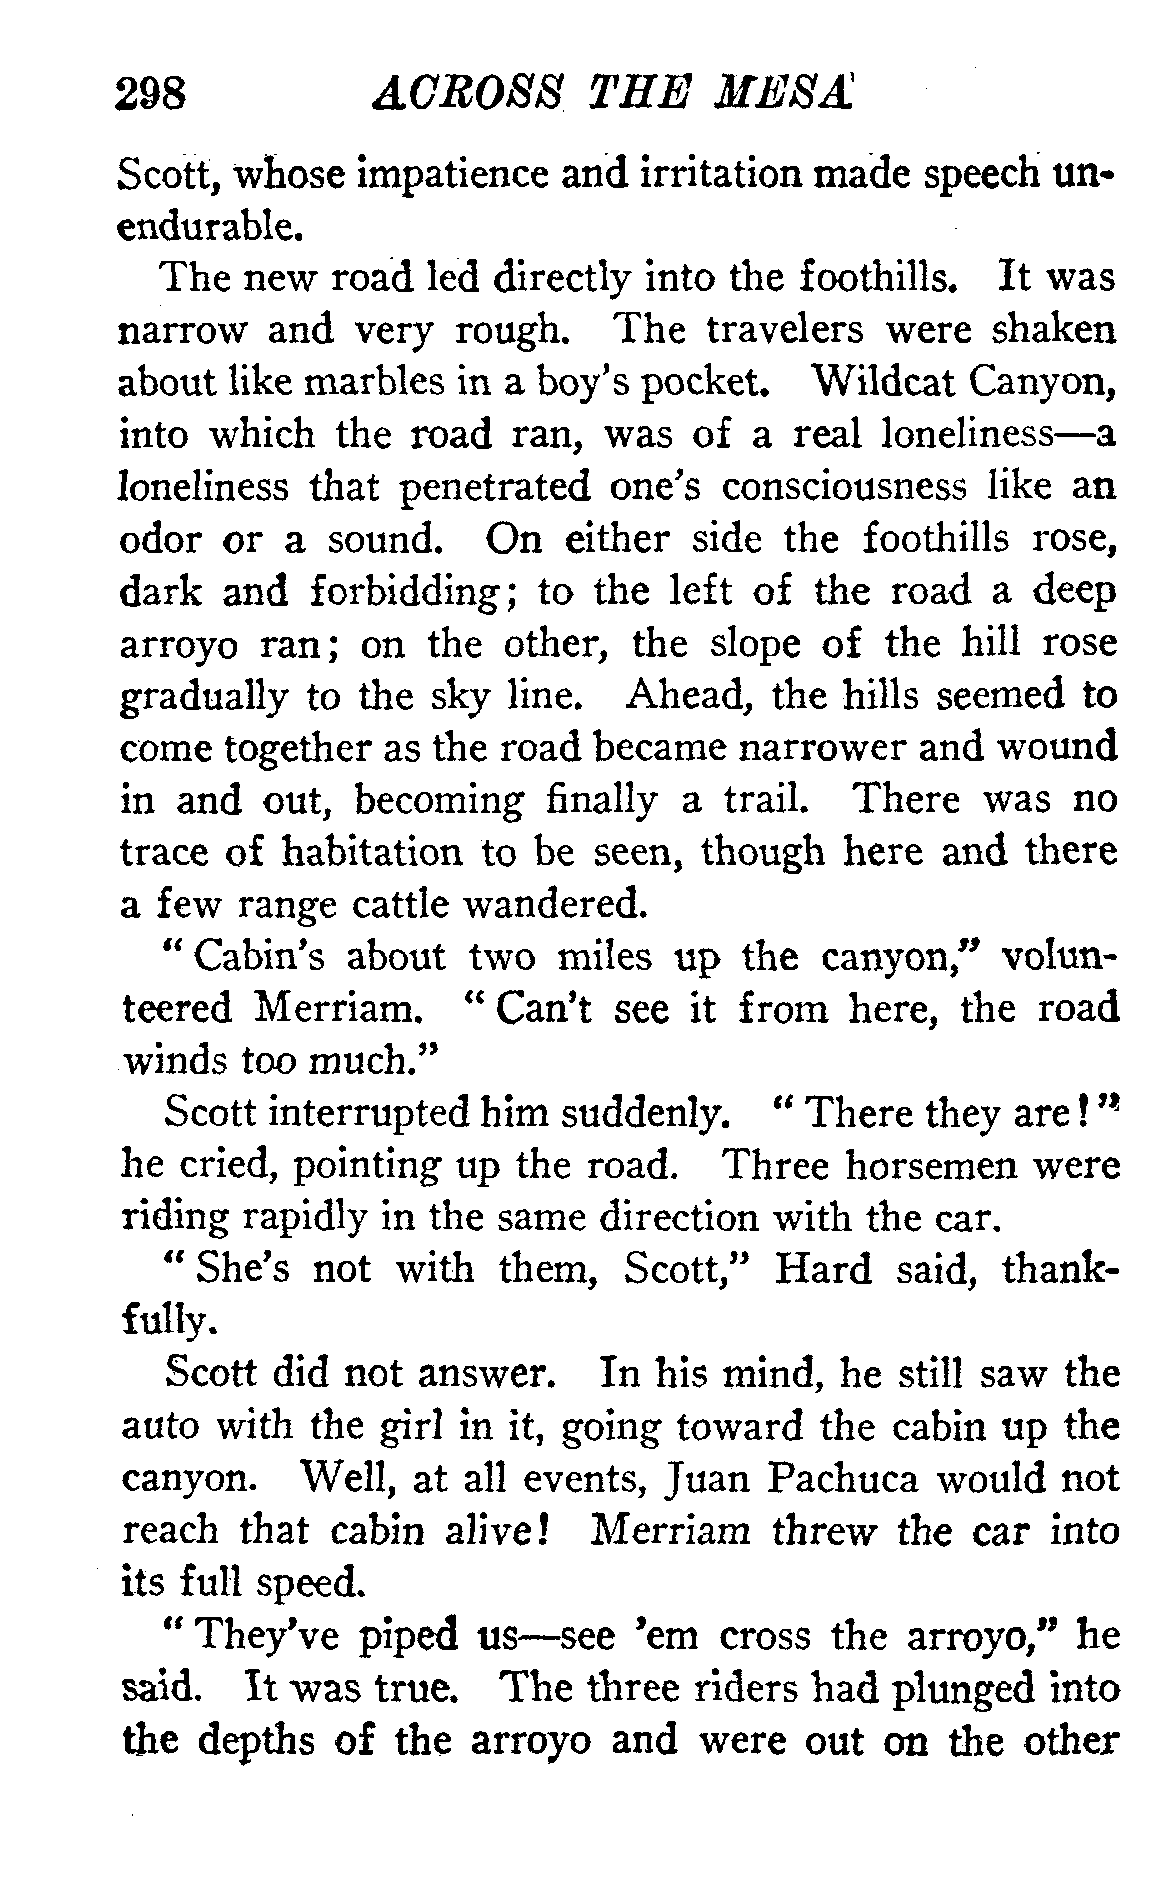 298 ACROSS THE MESA
Scott, whose impatience and irritation made speech un-
endurable.
The new road led directly into the foothills. It was
narrow and very rough. The travelers were shaken
about like marbles in a boy's pocket. Wildcat Canyon,
into which the road ran, was of a real loneliness—a
loneliness that penetrated one's consciousness like an
odor or a sound. On either side the foothills rose,
dark and forbidding; to the left of the road a deep
arroyo ran; on the other, the slope of the hill rose
gradually to the sky line. Ahead, the hills seemed to
come together as the road became narrower and wound
in and out, becoming finally a trail. There was no
trace of habitation to be seen, though here and there
a few range cattle wandered.
" Cabin's about two miles up the canyon," volun-
teered Merriam. " Can't see it from here, the road
winds too much."
Scott interrupted him suddenly. " There they are!"
he cried, pointing up the road. Three horsemen were
riding rapidly in the same direction with the car.
" She's not with them, Scott," Hard said, thank-
fully.
Scott did not answer. In his mind, he still saw the
auto with the girl in it, going toward the cabin up the
canyon. Well, at all events, Juan Pachuca would not
reach that cabin alive! Merriam threw the car into
its full speed.
" They've piped us—see 'em cross the arroyo," he
said. It was true. The three riders had plunged into
the depths of the arroyo and were out on the other